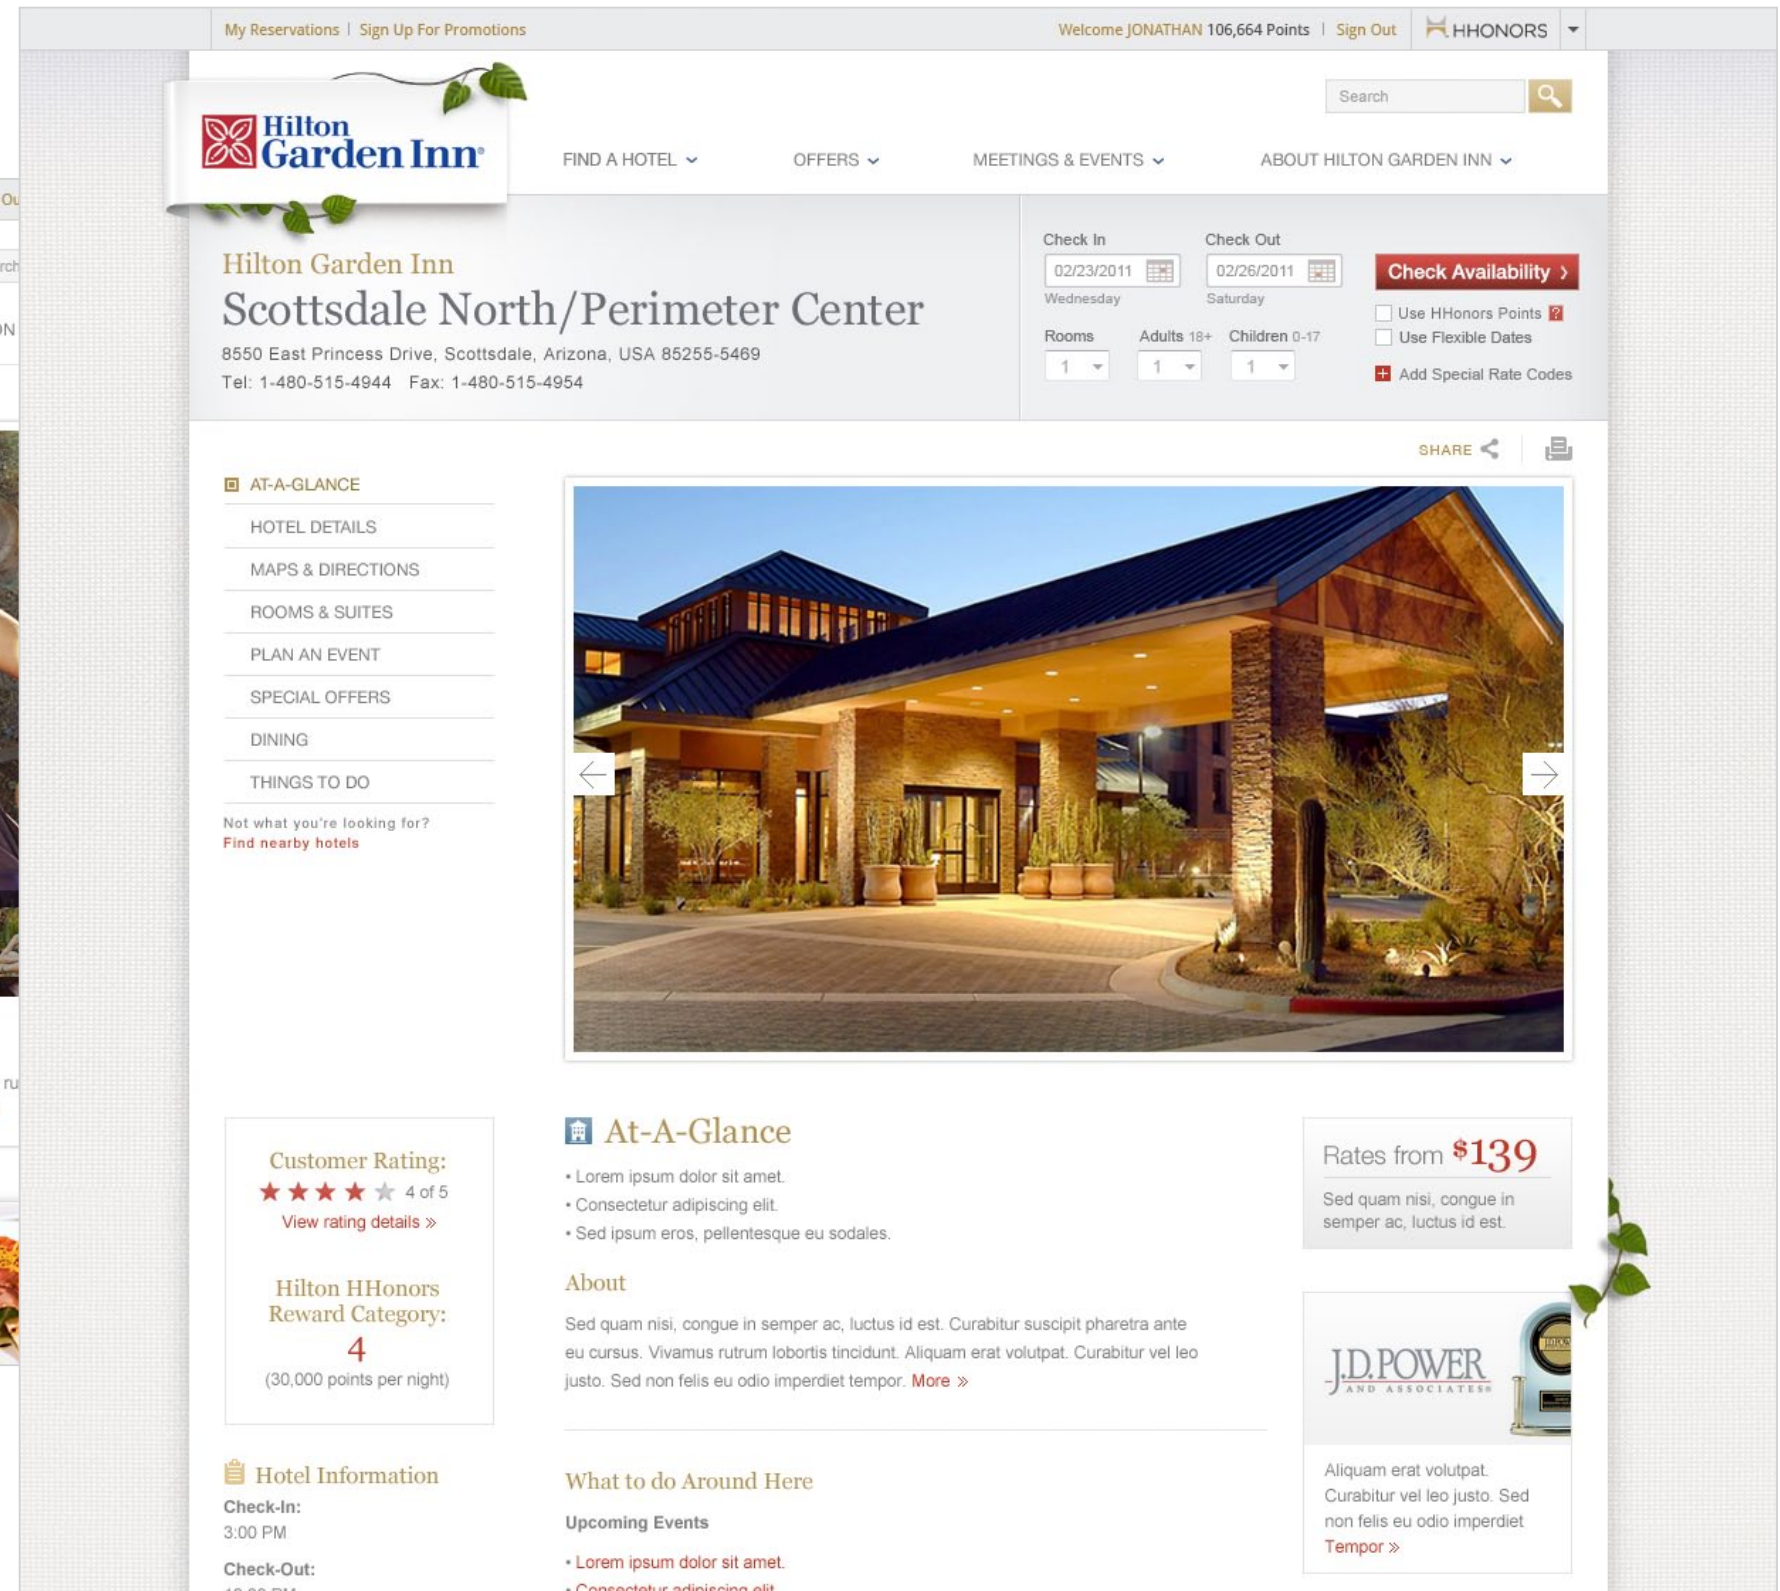 My Reservations | Sign Up For Promotions
Welcome JONATHAN 106,664 Points | Sign Out
HHONORS
Search
Hilton
Garden Inn
FIND A HOTEL
OFFERS
MEETINGS & EVENTS
ABOUT HILTON GARDEN INN
Hilton Garden Inn
Scottsdale North/Perimeter Center
8550 East Princess Drive, Scottsdale, Arizona, USA 85255-5469
Tel: 1-480-515-4944 Fax: 1-480-515-4954
Check In
Check Out
02/23/2011
02/26/2011
Check Availability
Wednesday
Saturday
Use HHonors Points ?
Use Flexible Dates
Rooms
Adults 18+
Children 0-17
1
1
1
Add Special Rate Codes
SHARE
AT-A-GLANCE
HOTEL DETAILS
MAPS & DIRECTIONS
ROOMS & SUITES
PLAN AN EVENT
SPECIAL OFFERS
DINING
THINGS TO DO
Not what you're looking for?
Find nearby hotels
Customer Rating:
4 of 5
View rating details »
Hilton HHonors
Reward Category:
4
(30,000 points per night)
Hotel Information
Check-In:
3:00 PM
Check-Out:
At-A-Glance
• Lorem ipsum dolor sit amet.
• Consectetur adipiscing elit.
• Sed ipsum eros, pellentesque eu sodales.
About
Sed quam nisi, congue in semper ac, luctus id est. Curabitur suscipit pharetra ante
eu cursus. Vivamus rutrum lobortis tincidunt. Aliquam erat volutpat. Curabitur vel leo
justo. Sed non felis eu odio imperdiet tempor. More »
What to do Around Here
Upcoming Events
• Lorem ipsum dolor sit amet.
• Consectetur adipiscing elit.
Rates from $139
Sed quam nisi, congue in
semper ac, luctus id est.
J.D.POWER
AND ASSOCIATES®
Aliquam erat volutpat.
Curabitur vel leo justo. Sed
non felis eu odio imperdiet
Tempor »